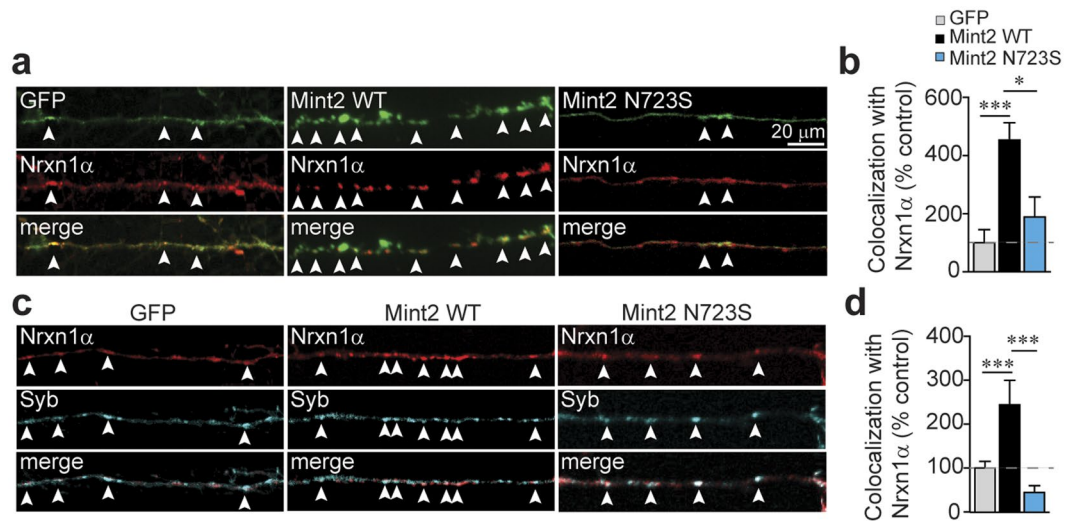 GFP
Mint2 WT
Mint2 N723S
a
b
GFP
Mint2 WT
Mint2 N723S
20 μm
Nrxn1α
Nrxn1α
Nrxn1α
merge
merge
merge
Colocalization with
Nrxn1α (% control)
600
400
200
0
***
*
c
d
GFP
Mint2 WT
Mint2 N723S
Nrxn1α
Nrxn1α
Nrxn1α
Syb
Syb
Syb
merge
merge
merge
Colocalization with
Nrxn1α (% control)
400
300
200
100
0
***
***